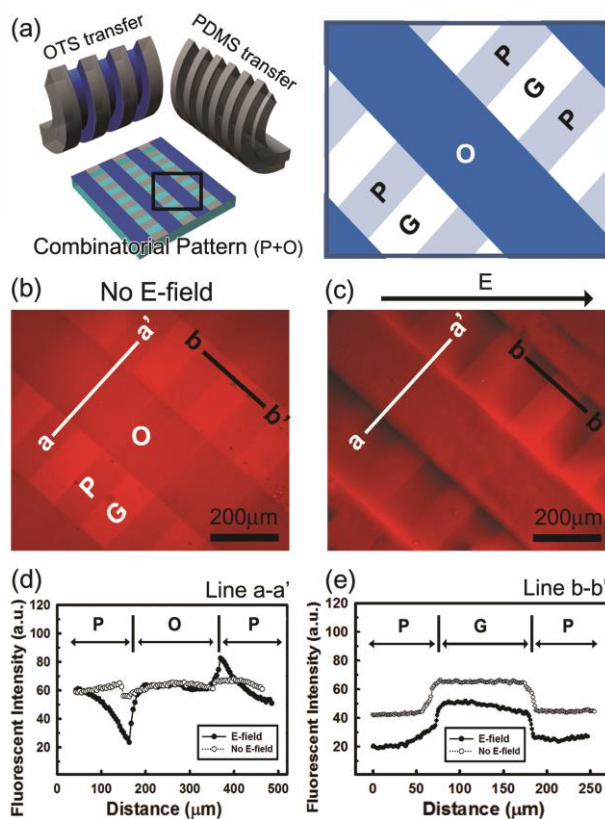 (a)
OTS transfer
PDMS transfer
Combinatorial Pattern (P+O)
P
G
P
O
P
G
(b)
No E-field
a'
b
a
b'
O
P
G
200μm
(c)
E
a'
b
a
b'
200μm
(d)
Line a-a'
Fluorescent Intensity (a.u.)
120
100
80
60
40
20
P
O
P
E-field
No E-field
0 100 200 300 400 500
Distance (μm)
(e)
Line b-b'
Fluorescent Intensity (a.u.)
120
100
80
60
40
20
P
G
P
E-field
No E-field
0 50 100 150 200 250
Distance (μm)